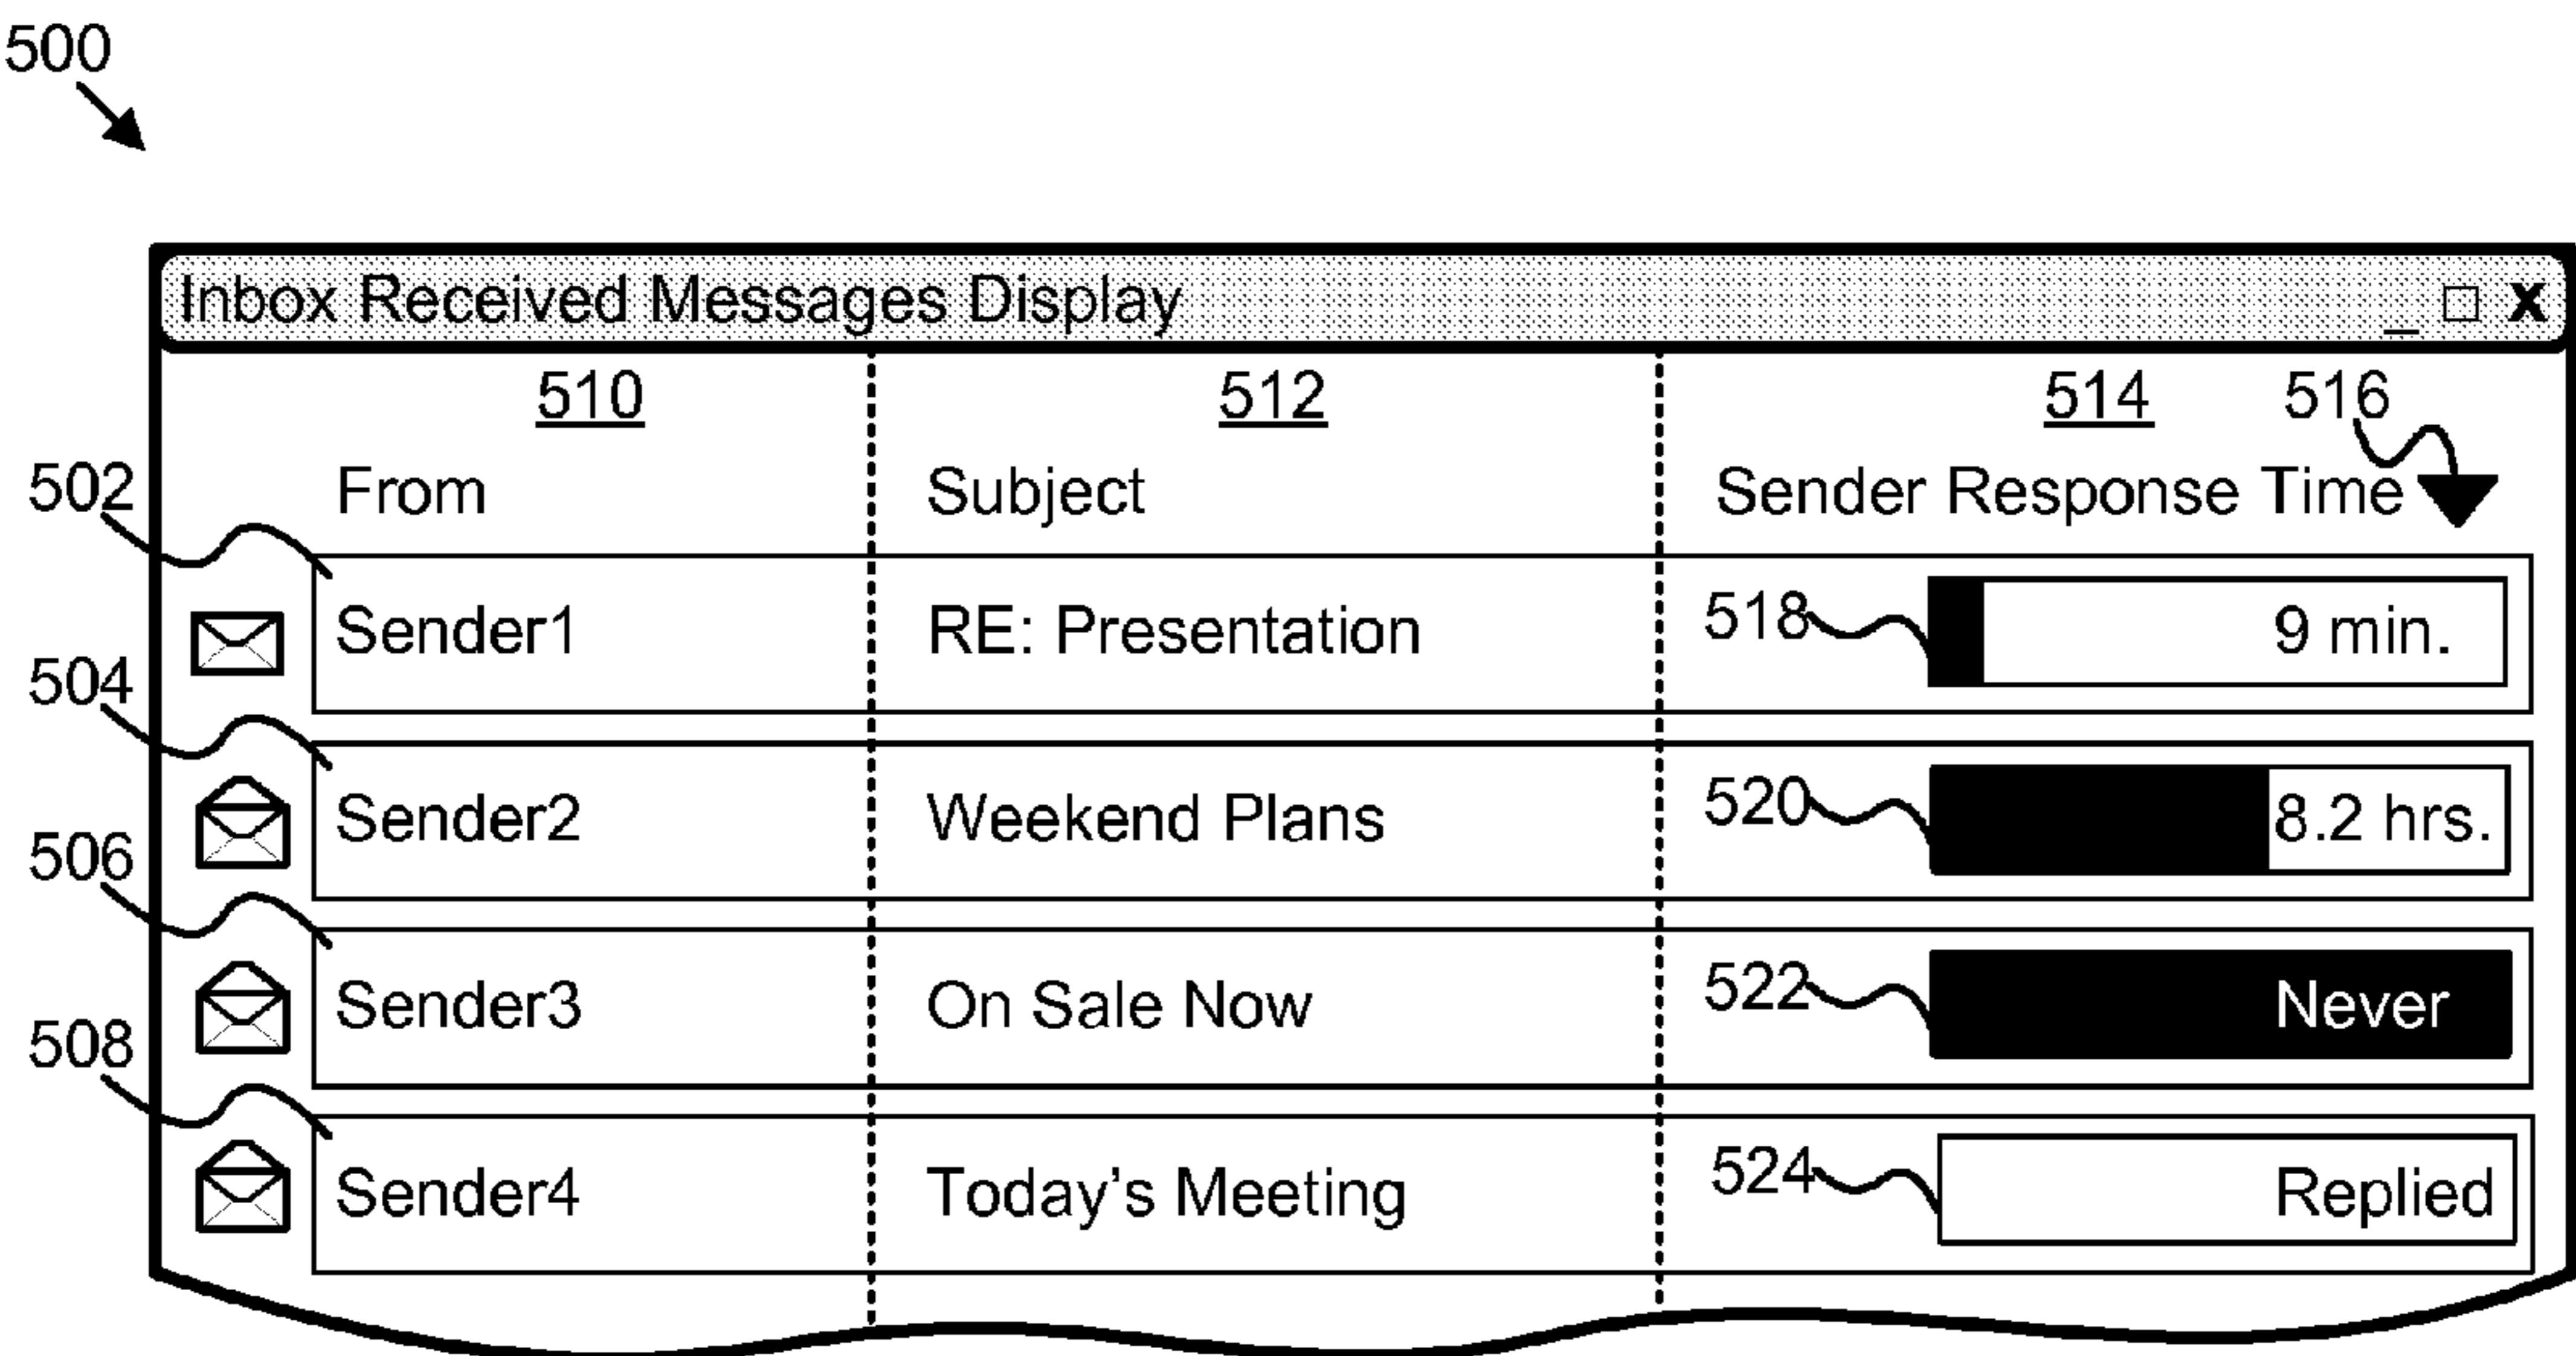 500
Inbox Received Messages Display _ □ X
510 512 514 516
502 From Subject Sender Response Time
Sender1 RE: Presentation 518 9 min.
504
Sender2 Weekend Plans 520 8.2 hrs.
506
Sender3 On Sale Now 522 Never
508
Sender4 Today's Meeting 524 Replied